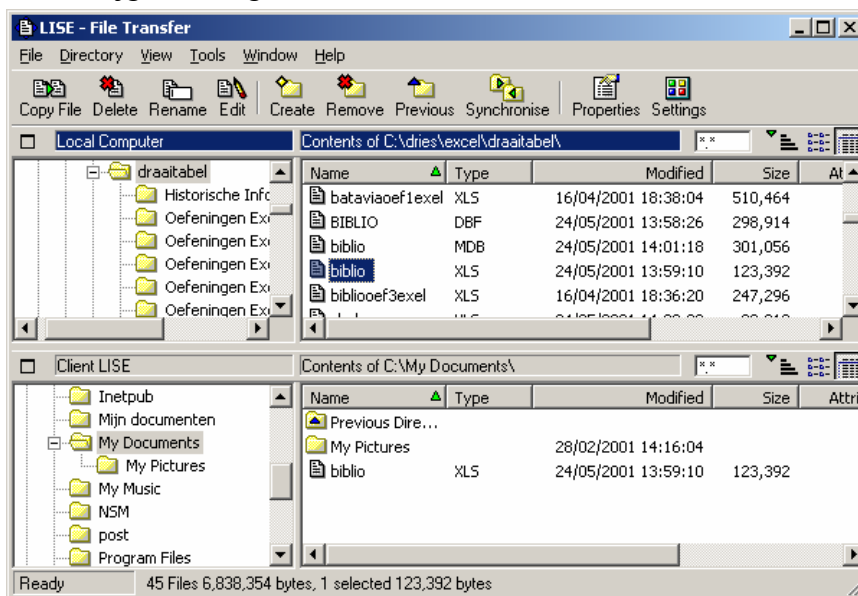 LISE - File Transfer
File Directory View Tools Window Help
Copy File Delete Rename Edit Create Remove Previous Synchronise Properties Settings
Local Computer Contents of C:\dries\excel\draaitabel\ *.*
draaitabel
Historische Info
Oefeningen Exc
Oefeningen Exc
Oefeningen Exc
Oefeningen Exc
Name Type Modified Size At
bataviaoef1exel XLS 16/04/2001 18:38:04 510,464
BIBLIO DBF 24/05/2001 13:58:26 298,914
biblio MDB 24/05/2001 14:01:18 301,056
biblio XLS 24/05/2001 13:59:10 123,392
bibliooef3exel XLS 16/04/2001 18:36:20 247,296
Client LISE Contents of C:\My Documents\ *.*
Inetpub
Mijn documenten
My Documents
My Pictures
My Music
NSM
post
Program Files
Name Type Modified Size Attri
Previous Dire...
My Pictures 28/02/2001 14:16:04
biblio XLS 24/05/2001 13:59:10 123,392
Ready 45 Files 6,838,354 bytes, 1 selected 123,392 bytes